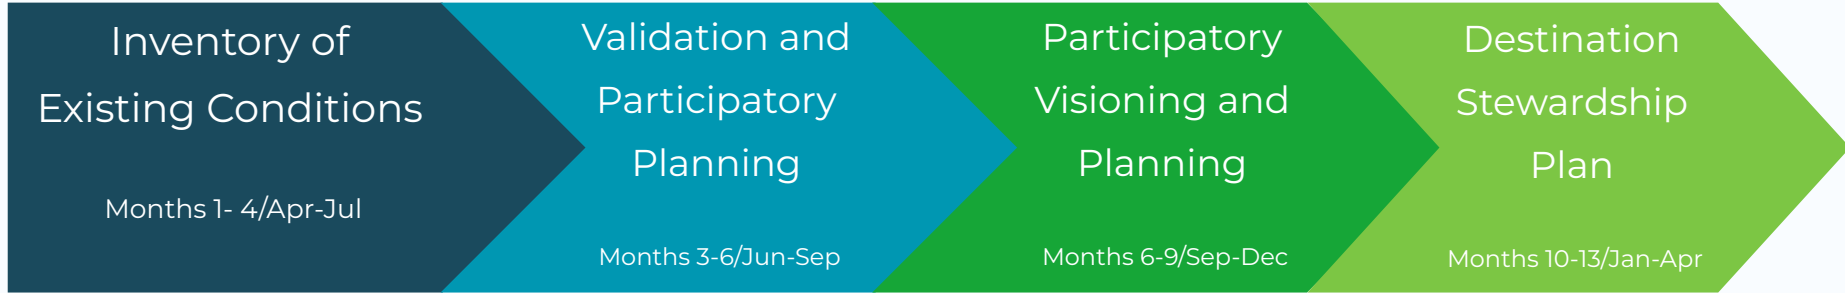 Inventory of
Existing Conditions
Months 1- 4/Apr-Jul
Validation and
Participatory
Planning
Months 3-6/Jun-Sep
Participatory
Visioning and
Planning
Months 6-9/Sep-Dec
Destination
Stewardship
Plan
Months 10-13/Jan-Apr